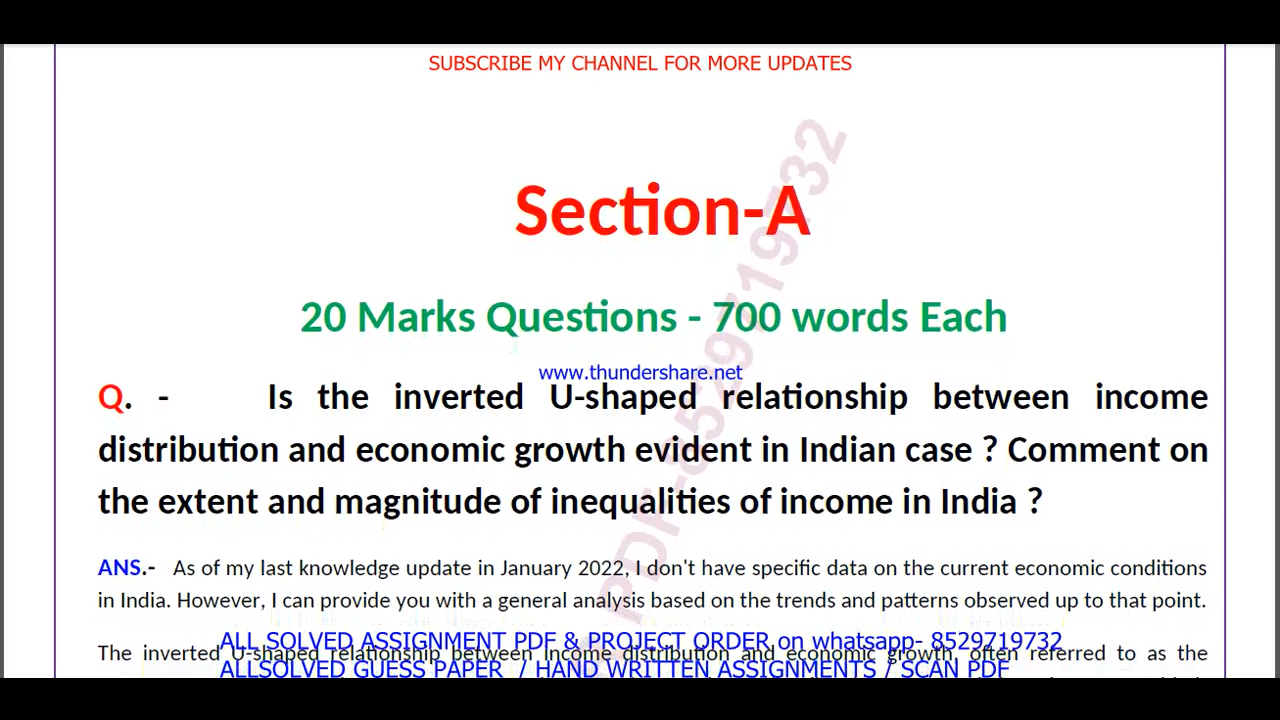 SUBSCRIBE MY CHANNEL FOR MORE UPDATES
Section-A
20 Marks Questions - 700 words Each
www.thundershare.net
Q. - Is the inverted U-shaped relationship between income
distribution and economic growth evident in Indian case ? Comment on
the extent and magnitude of inequalities of income in India ?
ANS.- As of my last knowledge update in January 2022, I don't have specific data on the current economic conditions
in India. However, I can provide you with a general analysis based on the trends and patterns observed up to that point.
ALL SOLVED ASSIGNMENT PDF & PROJECT ORDER on whatsapp- 8529719732
The inverted U-shaped relationship between income distribution and economic growth, often referred to as the
ALLSOLVED GUESS PAPER / HAND WRITTEN ASSIGNMENTS / SCAN PDF
PDF-8529719732